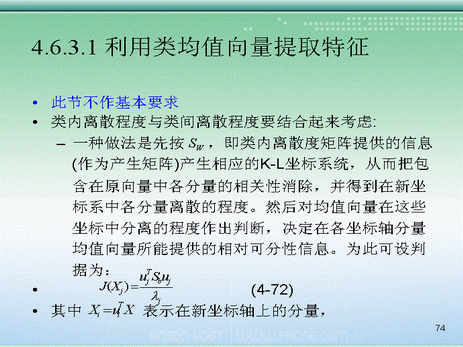 4.6.3.1 利用类均值向量提取特征
• 此节不作基本要求
• 类内离散程度与类间离散程度要结合起来考虑:
– 一种做法是先按 S_W ，即类内离散度矩阵提供的信息
(作为产生矩阵)产生相应的K-L坐标系统，从而把包
含在原向量中各分量的相关性消除，并得到在新坐
标系中各分量离散的程度。然后对均值向量在这些
坐标中分离的程度作出判断，决定在各坐标轴分量
均值向量所能提供的相对可分性信息。为此可设判
据为：
• J(X_j) = u_j^T S_b u_j / λ_j (4-72)
• 其中 X_i = u_i^T X 表示在新坐标轴上的分量，
74